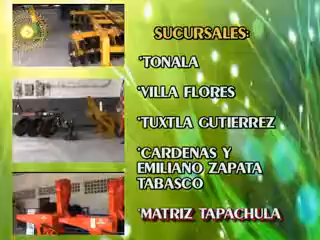 SUCURSALES:
*TONALA
*VILLA FLORES
*TUXTLA GUTIERREZ
*CARDENAS Y
EMILIANO ZAPATA
TABASCO
*MATRIZ TAPACHULA